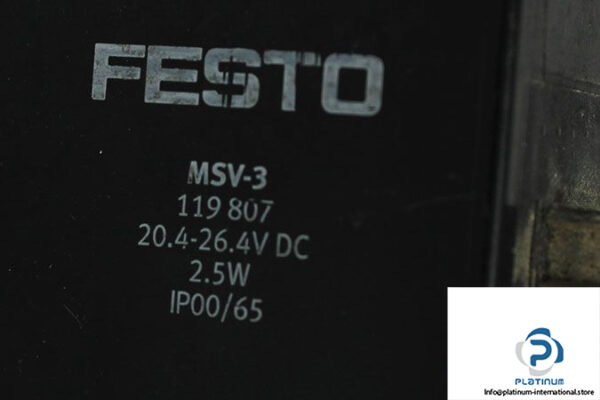 FESTO
MSV-3
119 807
20.4-26.4V DC
2.5W
IP00/65
PLATINUM
Info@platinum-international.store